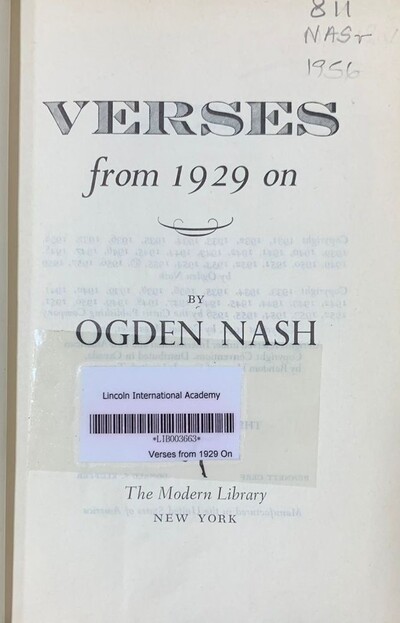 811
NASr
1956
VERSES
from 1929 on
BY
OGDEN NASH
Lincoln International Academy
*LIB003663*
Verses from 1929 On
The Modern Library
NEW YORK